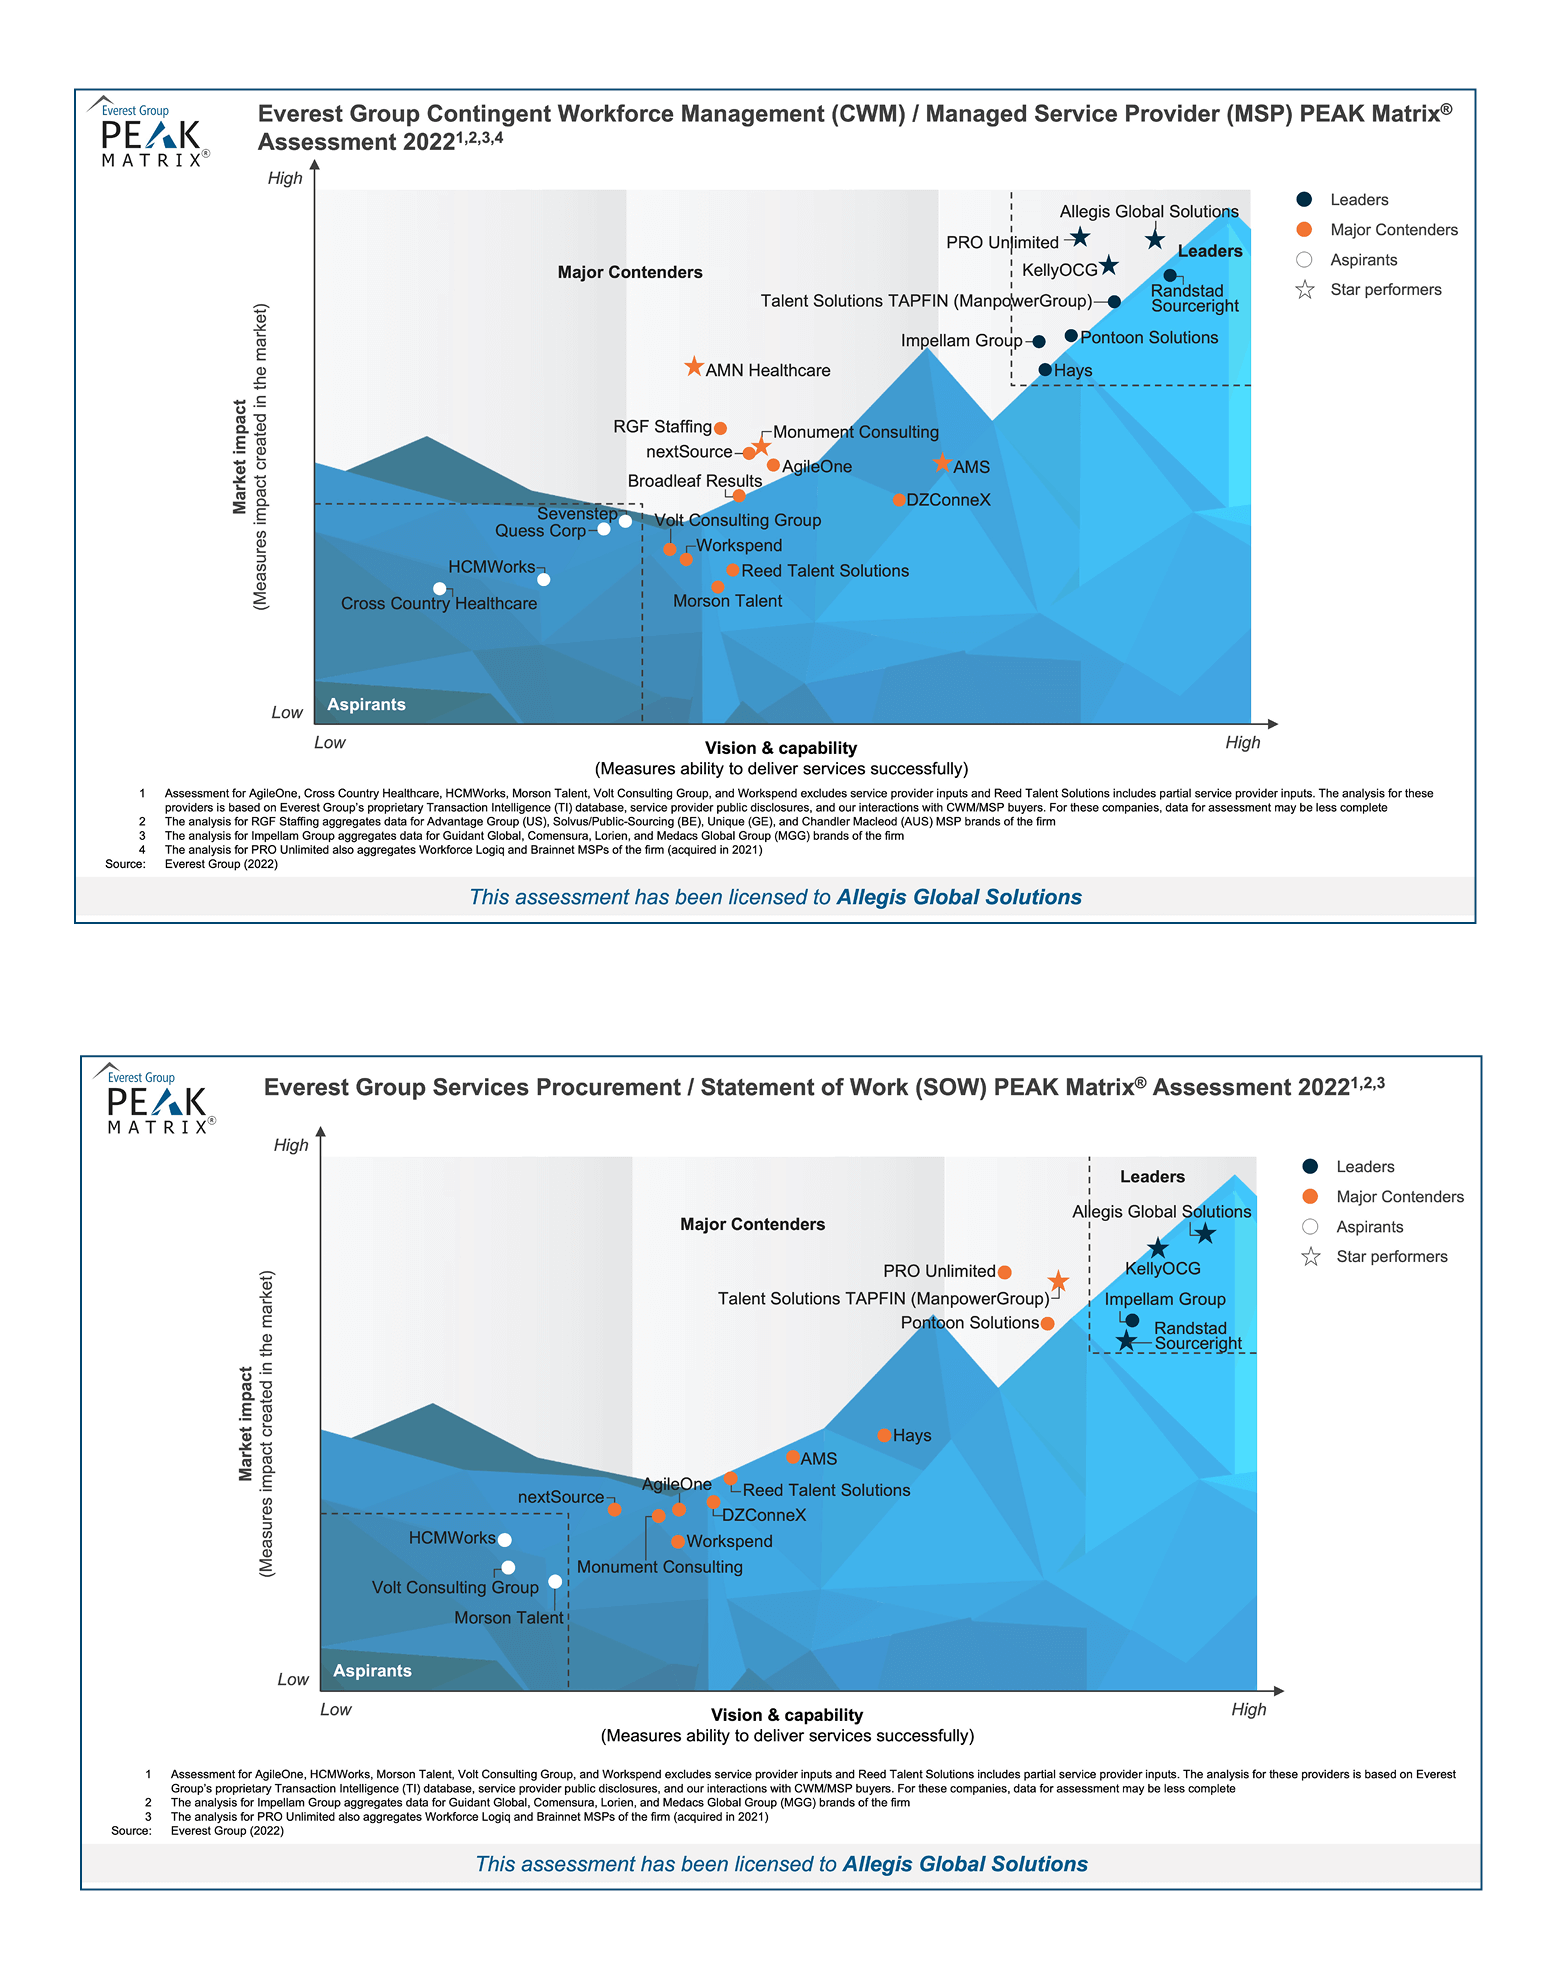 Everest Group
PEAK
MATRIX®
Everest Group Contingent Workforce Management (CWM) / Managed Service Provider (MSP) PEAK Matrix®
Assessment 2022¹,²,³,⁴
High
Leaders
Major Contenders
Aspirants
Star performers
Allegis Global Solutions
PRO Unlimited
Leaders
KellyOCG
Major Contenders
Randstad
Sourceright
Talent Solutions TAPFIN (ManpowerGroup)
Impellam Group
Pontoon Solutions
AMN Healthcare
Hays
RGF Staffing
Monument Consulting
nextSource
AgileOne
AMS
Broadleaf Results
DZConneX
Sevenstep
Volt Consulting Group
Quess Corp
Workspend
HCMWorks
Reed Talent Solutions
Cross Country Healthcare
Morson Talent
Market impact
(Measures impact created in the market)
Aspirants
Low
Low
Vision & capability
High
(Measures ability to deliver services successfully)
1 Assessment for AgileOne, Cross Country Healthcare, HCMWorks, Morson Talent, Volt Consulting Group, and Workspend excludes service provider inputs and Reed Talent Solutions includes partial service provider inputs. The analysis for these
providers is based on Everest Group's proprietary Transaction Intelligence (TI) database, service provider public disclosures, and our interactions with CWM/MSP buyers. For these companies, data for assessment may be less complete
2 The analysis for RGF Staffing aggregates data for Advantage Group (US), Solvus/Public-Sourcing (BE), Unique (GE), and Chandler Macleod (AUS) MSP brands of the firm
3 The analysis for Impellam Group aggregates data for Guidant Global, Comensura, Lorien, and Medacs Global Group (MGG) brands of the firm
4 The analysis for PRO Unlimited also aggregates Workforce Logiq and Brainnet MSPs of the firm (acquired in 2021)
Source: Everest Group (2022)
This assessment has been licensed to Allegis Global Solutions
Everest Group
PEAK
MATRIX®
Everest Group Services Procurement / Statement of Work (SOW) PEAK Matrix® Assessment 2022¹,²,³
High
Leaders
Major Contenders
Aspirants
Star performers
Leaders
Allegis Global Solutions
Major Contenders
KellyOCG
PRO Unlimited
Talent Solutions TAPFIN (ManpowerGroup)
Impellam Group
Pontoon Solutions
Randstad
Sourceright
Hays
AMS
AgileOne
Reed Talent Solutions
nextSource
DZConneX
HCMWorks
Workspend
Monument Consulting
Volt Consulting Group
Morson Talent
Market impact
(Measures impact created in the market)
Aspirants
Low
Low
Vision & capability
High
(Measures ability to deliver services successfully)
1 Assessment for AgileOne, HCMWorks, Morson Talent, Volt Consulting Group, and Workspend excludes service provider inputs and Reed Talent Solutions includes partial service provider inputs. The analysis for these providers is based on Everest
Group's proprietary Transaction Intelligence (TI) database, service provider public disclosures, and our interactions with CWM/MSP buyers. For these companies, data for assessment may be less complete
2 The analysis for Impellam Group aggregates data for Guidant Global, Comensura, Lorien, and Medacs Global Group (MGG) brands of the firm
3 The analysis for PRO Unlimited also aggregates Workforce Logiq and Brainnet MSPs of the firm (acquired in 2021)
Source: Everest Group (2022)
This assessment has been licensed to Allegis Global Solutions